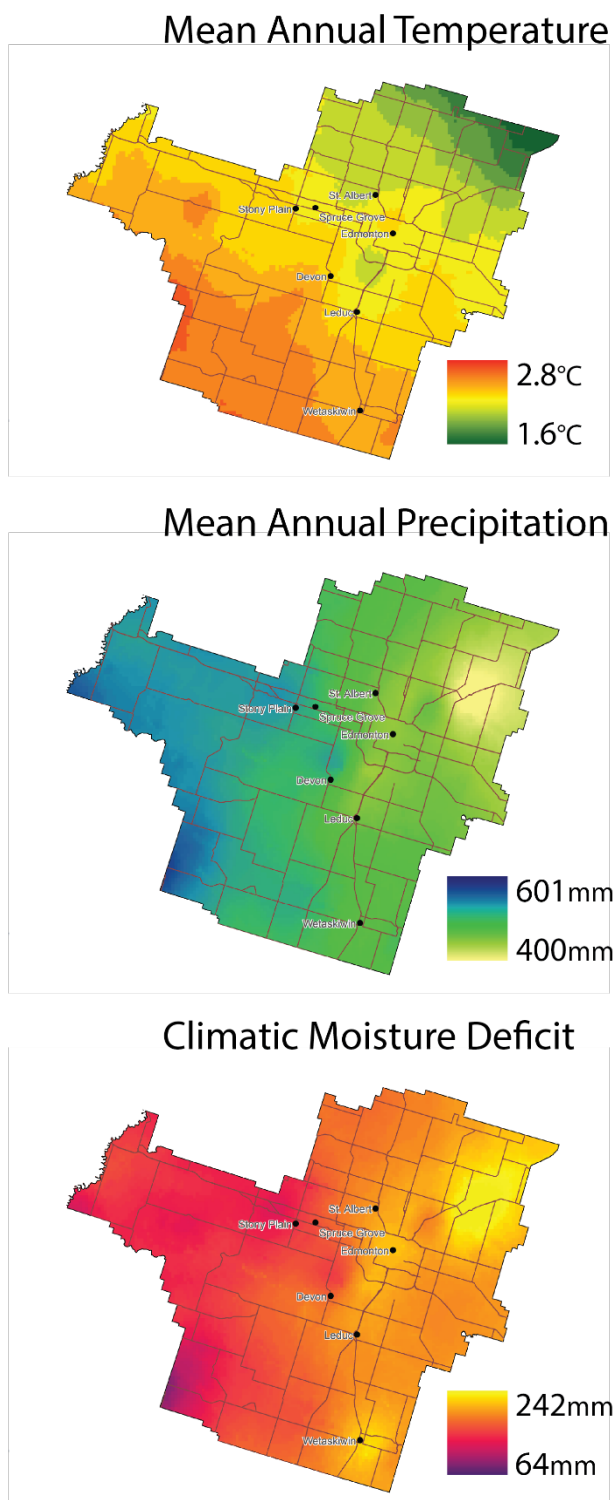 Mean Annual Temperature
St. Albert
Stony Plain
Spruce Grove
Edmonton
Devon
Leduc
2.8°C
1.6°C
Wetaskiwin
Mean Annual Precipitation
St. Albert
Stony Plain
Spruce Grove
Edmonton
Devon
Leduc
601mm
Wetaskiwin
400mm
Climatic Moisture Deficit
St. Albert
Stony Plain
Spruce Grove
Edmonton
Devon
Leduc
242mm
Wetaskiwin
64mm